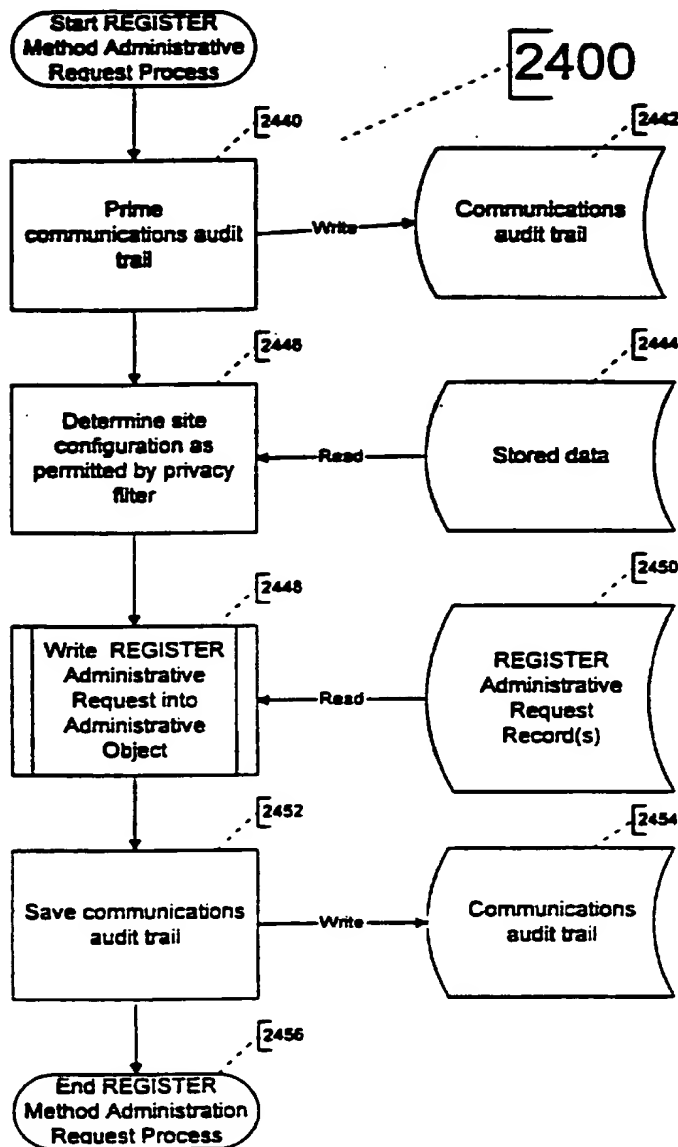 Start REGISTER
Method Administrative
Request Process
2400
2440
2442
Prime
communications audit
trail
Write
Communications
audit trail
2446
2444
Determine site
configuration as
permitted by privacy
filter
Read
Stored data
2448
2450
Write REGISTER
Administrative
Request into
Administrative
Object
Read
REGISTER
Administrative
Request
Record(s)
2452
2454
Save communications
audit trail
Write
Communications
audit trail
2456
End REGISTER
Method Administration
Request Process